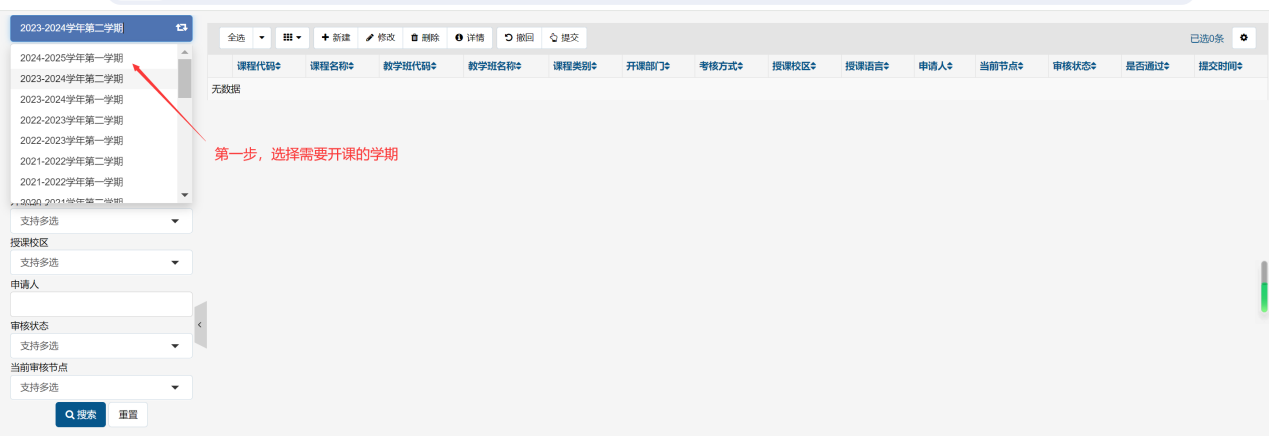 2023-2024学年第二学期
全选 新建 修改 删除 详情 撤回 提交 已选0条
2024-2025学年第一学期
2023-2024学年第二学期
2023-2024学年第一学期
2022-2023学年第二学期
2022-2023学年第一学期
2021-2022学年第二学期
2021-2022学年第一学期
2020-2021学年第二学期
课程代码 课程名称 教学班代码 教学班名称 课程类别 开课部门 考核方式 授课校区 授课语言 申请人 当前节点 审核状态 是否通过 提交时间
无数据
第一步，选择需要开课的学期
支持多选
授课校区
支持多选
申请人
审核状态
支持多选
当前审核节点
支持多选
搜索 重置